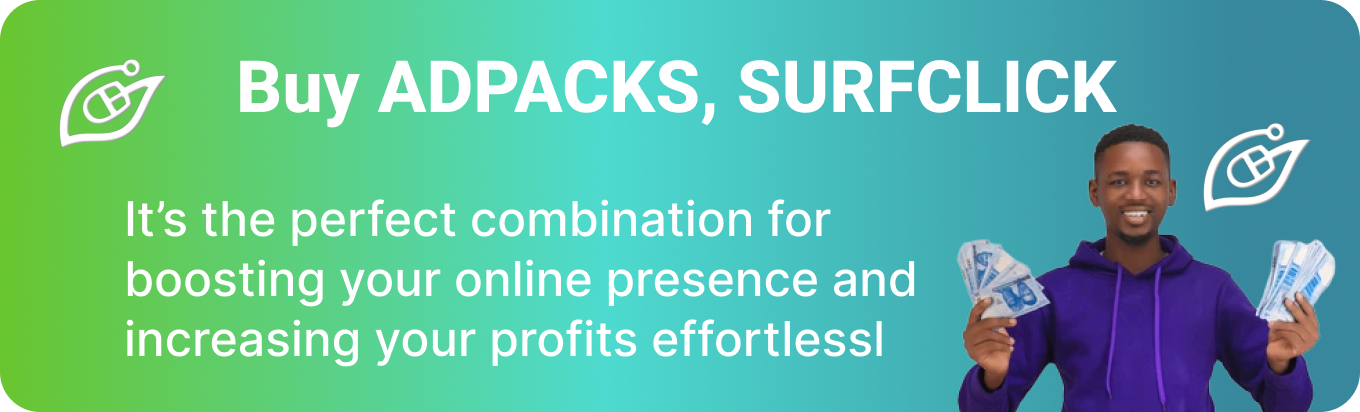 Buy ADPACKS, SURFCLICK
It’s the perfect combination for
boosting your online presence and
increasing your profits effortlessl